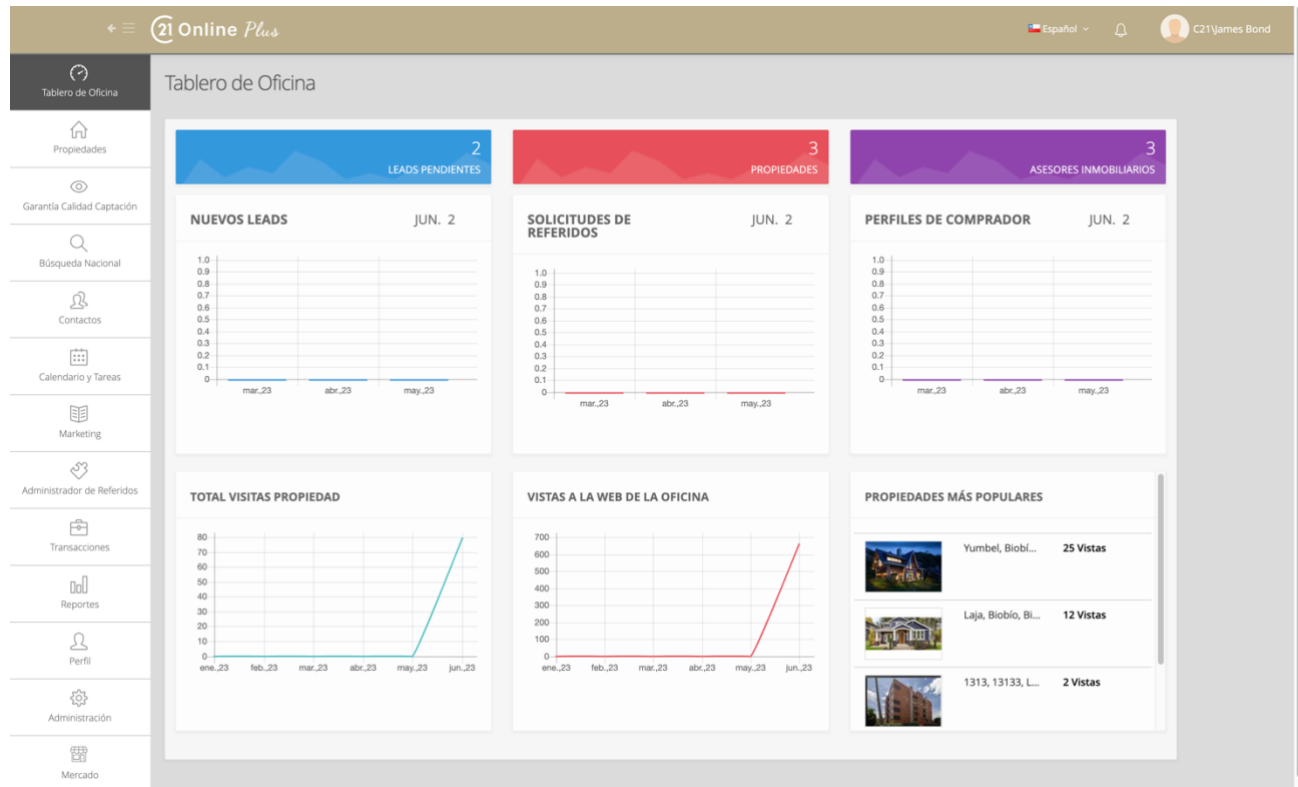 21 Online Plus
Español
C21\James Bond
Tablero de Oficina
Propiedades
Garantía Calidad Captación
Búsqueda Nacional
Contactos
Calendario y Tareas
Marketing
Administrador de Referidos
Transacciones
Reportes
Perfil
Administración
Mercado
Tablero de Oficina
2
LEADS PENDIENTES
3
PROPIEDADES
3
ASESORES INMOBILIARIOS
NUEVOS LEADS JUN. 2
1.0
0.9
0.8
0.7
0.6
0.5
0.4
0.3
0.2
0.1
0
mar.,23 abr.,23 may.,23
SOLICITUDES DE
REFERIDOS
JUN. 2
1.0
0.9
0.8
0.7
0.6
0.5
0.4
0.3
0.2
0.1
0
mar.,23 abr.,23 may.,23
PERFILES DE COMPRADOR JUN. 2
1.0
0.9
0.8
0.7
0.6
0.5
0.4
0.3
0.2
0.1
0
mar.,23 abr.,23 may.,23
TOTAL VISITAS PROPIEDAD
80
70
60
50
40
30
20
10
0
ene.,23 feb.,23 mar.,23 abr.,23 may.,23 jun.,23
VISTAS A LA WEB DE LA OFICINA
700
600
500
400
300
200
100
0
ene.,23 feb.,23 mar.,23 abr.,23 may.,23 jun.,23
PROPIEDADES MÁS POPULARES
Yumbel, Biobí... 25 Vistas
Laja, Biobío, Bi... 12 Vistas
1313, 13133, L... 2 Vistas